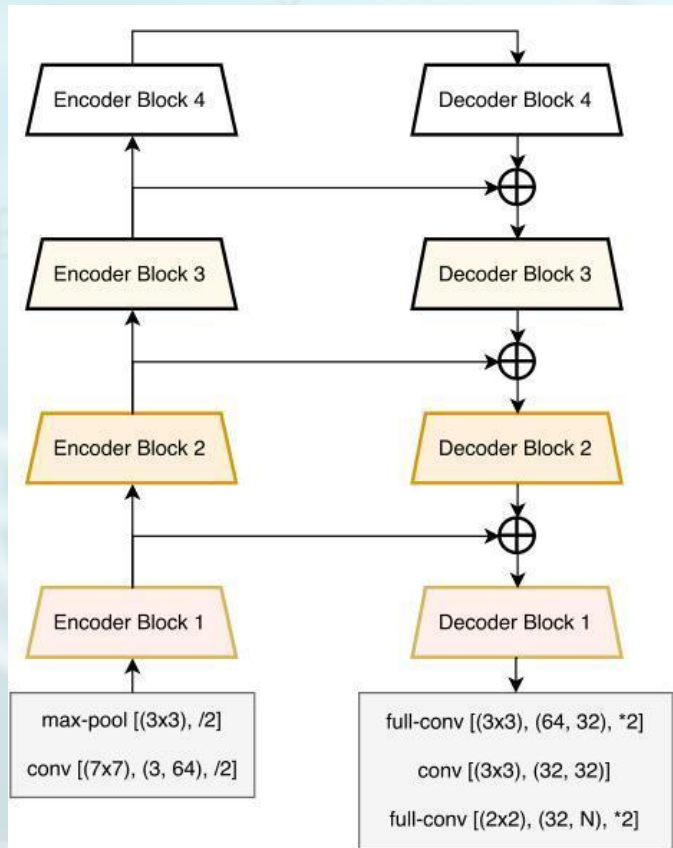 Encoder Block 4
Decoder Block 4
Encoder Block 3
Decoder Block 3
Encoder Block 2
Decoder Block 2
Encoder Block 1
Decoder Block 1
max-pool [(3x3), /2]
conv [(7x7), (3, 64), /2]
full-conv [(3x3), (64, 32), *2]
conv [(3x3), (32, 32)]
full-conv [(2x2), (32, N), *2]